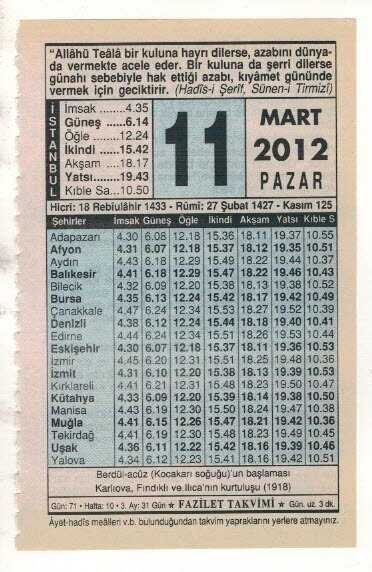 "Allâhü Teâlâ bir kuluna hayrı dilerse, azabını dünya-
da vermekte acele eder. Bir kuluna da şerri dilerse
günahı sebebiyle hak ettiği azabı, kıyâmet gününde
vermek için geciktirir. (Hadîs-i Şerîf, Sünen-i Tirmizî)
İSTANBUL
İmsak ........4.35
Güneş ......6.14
Öğle ........12.24
İkindi ......15.42
Akşam ....18.17
Yatsı........19.43
Kıble Sa...10.50
11
MART
2012
PAZAR
Hicrî: 18 Rebîulâhir 1433 - Rûmî: 27 Şubat 1427 - Kasım 125
Şehirler İmsak Güneş Öğle İkindi Akşam Yatsı Kıble S
Adapazarı 4.30 6.08 12.18 15.36 18.11 19.37 10.55
Afyon 4.31 6.07 12.18 15.37 18.12 19.35 10.51
Aydın 4.43 6.18 12.29 15.49 18.22 19.44 10.37
Balıkesir 4.41 6.18 12.29 15.47 18.22 19.46 10.43
Bilecik 4.32 6.09 12.20 15.38 18.13 19.38 10.52
Bursa 4.35 6.13 12.24 15.42 18.17 19.42 10.49
Çanakkale 4.47 6.24 12.34 15.53 18.27 19.52 10.39
Denizli 4.38 6.12 12.24 15.44 18.18 19.40 10.41
Edirne 4.44 6.24 12.34 15.51 18.26 19.53 10.44
Eskişehir 4.30 6.07 12.18 15.37 18.11 19.36 10.53
İzmir 4.45 6.20 12.31 15.51 18.25 19.48 10.36
İzmit 4.31 6.10 12.20 15.38 18.13 19.39 10.53
Kırklareli 4.41 6.21 12.31 15.48 18.23 19.50 10.47
Kütahya 4.33 6.09 12.20 15.39 18.14 19.38 10.50
Manisa 4.43 6.19 12.30 15.50 18.24 19.47 10.38
Muğla 4.41 6.15 12.26 15.47 18.21 19.42 10.36
Tekirdağ 4.41 6.19 12.30 15.48 18.23 19.49 10.45
Uşak 4.36 6.11 12.22 15.42 18.16 19.39 10.46
Yalova 4.34 6.12 12.23 15.41 18.16 19.42 10.51
Berdül-acûz (Kocakarı soğuğu)'un başlaması
Karlıova, Fındıklı ve Ilıca'nın kurtuluşu (1918)
Gün: 71 • Hafta: 10 • 3. Ay: 31 Gün ★ FAZİLET TAKVİMİ ★ Gün. uz. 3 dk.
Âyet-hadîs meâlleri v.b. bulunduğundan takvim yapraklarını yerlere atmayınız.